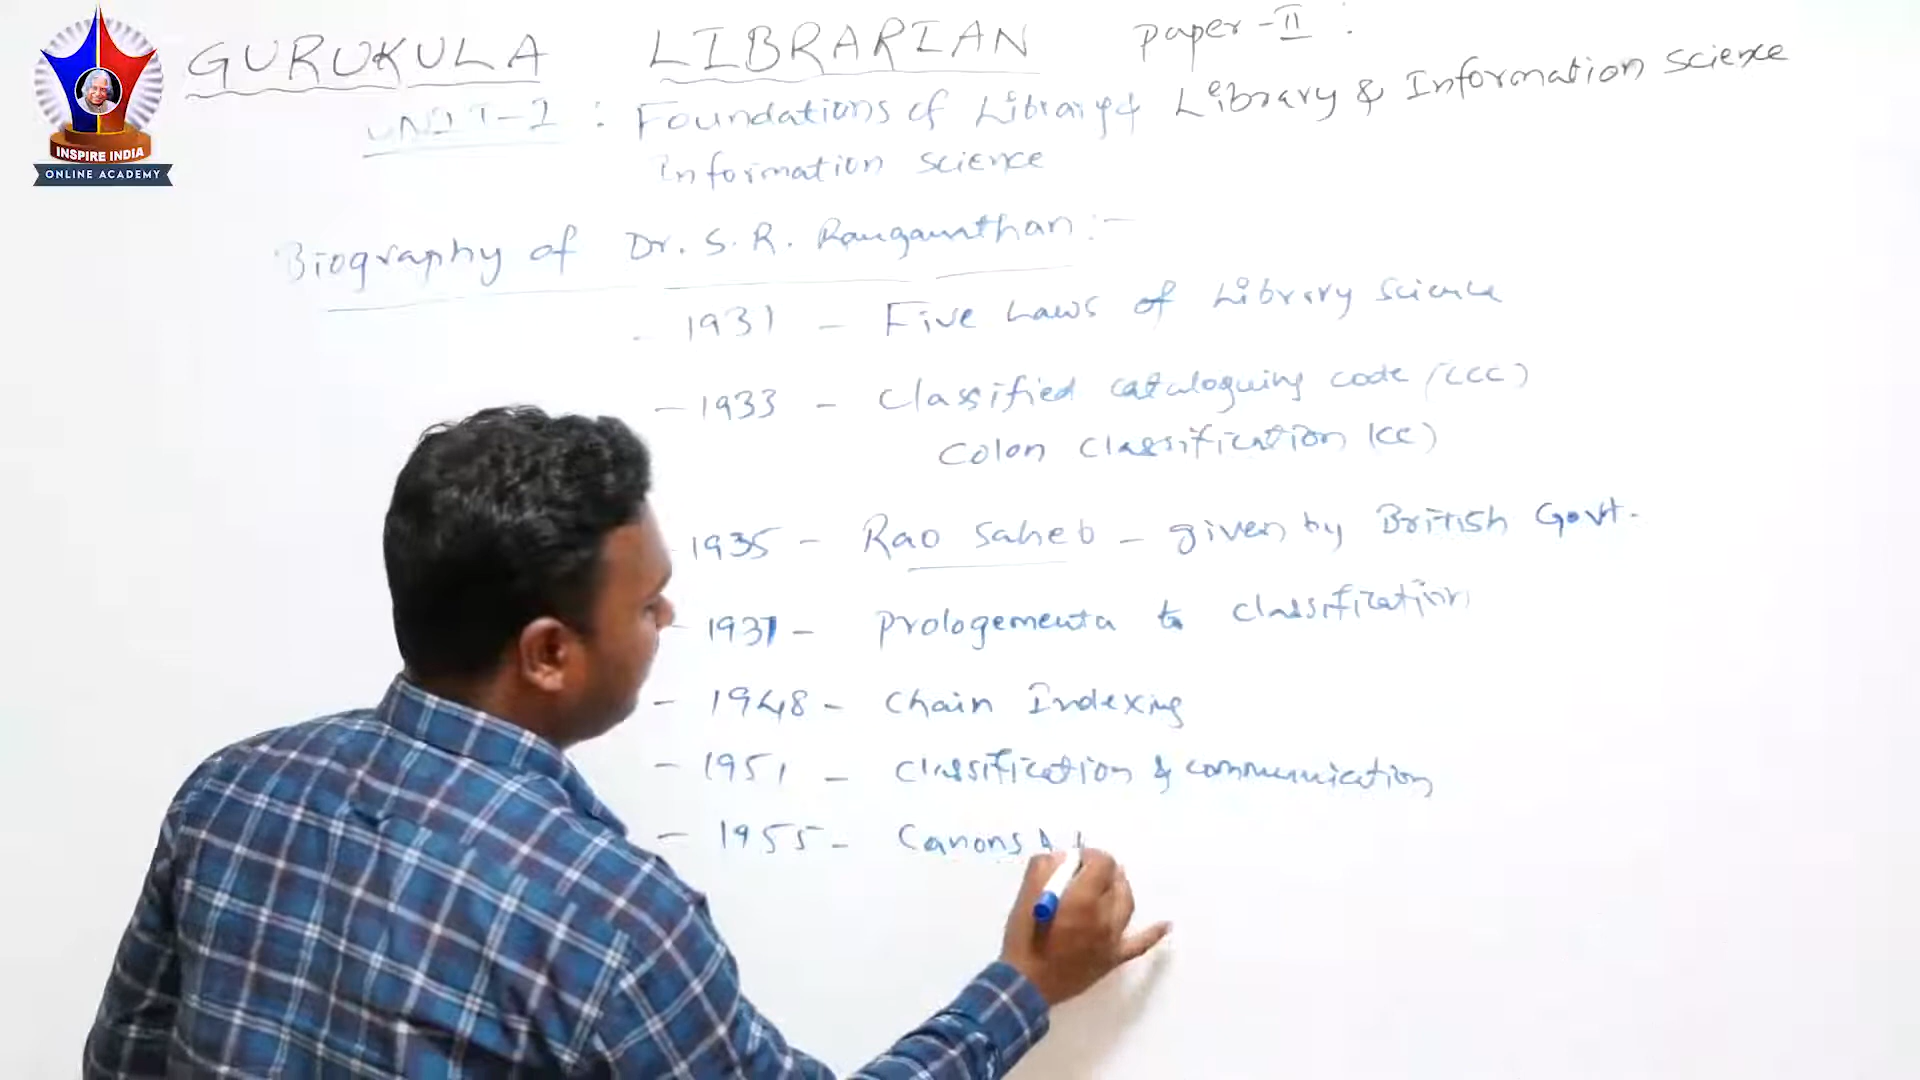 INSPIRE INDIA
ONLINE ACADEMY
GURUKULA LIBRARIAN Paper-II :
Library & Information Science
UNIT-I : Foundations of Library &
Information Science
Biography of Dr. S. R. Ranganathan :-
- 1931 - Five Laws of Library Science
- 1933 - Classified Cataloguing code (CCC)
Colon Classification (CC)
- 1935 - Rao Saheb - given by British Govt.
- 1937 - Prologementa to classification
- 1948 - Chain Indexing
- 1951 - Classification & communication
- 1955 - Canons